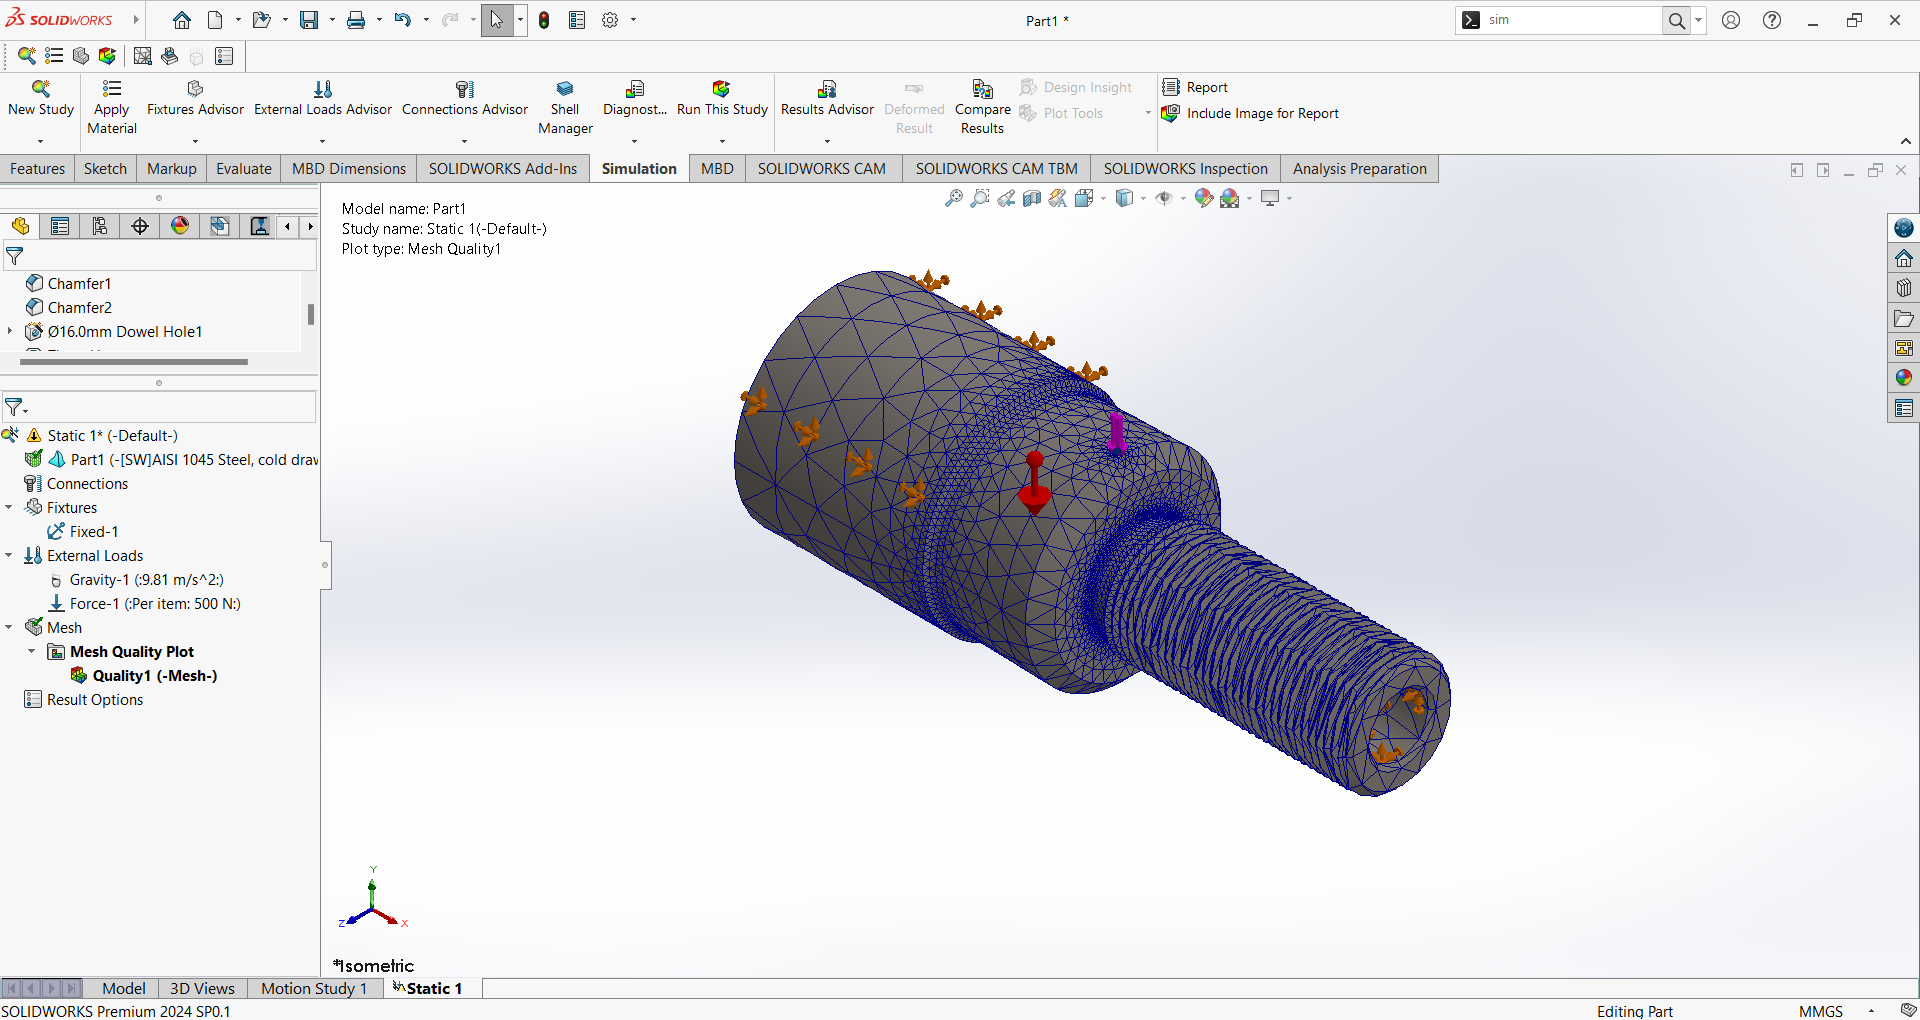 SOLIDWORKS
Part1 *
sim
New Study
Apply Material
Fixtures Advisor
External Loads Advisor
Connections Advisor
Shell Manager
Diagnost...
Run This Study
Results Advisor
Deformed Result
Compare Results
Design Insight
Plot Tools
Report
Include Image for Report
Features
Sketch
Markup
Evaluate
MBD Dimensions
SOLIDWORKS Add-Ins
Simulation
MBD
SOLIDWORKS CAM
SOLIDWORKS CAM TBM
SOLIDWORKS Inspection
Analysis Preparation
Model name: Part1
Study name: Static 1(-Default-)
Plot type: Mesh Quality1
Chamfer1
Chamfer2
Ø16.0mm Dowel Hole1
Static 1* (-Default-)
Part1 (-[SW]AISI 1045 Steel, cold drav
Connections
Fixtures
Fixed-1
External Loads
Gravity-1 (:9.81 m/s^2:)
Force-1 (:Per item: 500 N:)
Mesh
Mesh Quality Plot
Quality1 (-Mesh-)
Result Options
Y
Z
X
*Isometric
Model
3D Views
Motion Study 1
Static 1
SOLIDWORKS Premium 2024 SP0.1
Editing Part
MMGS